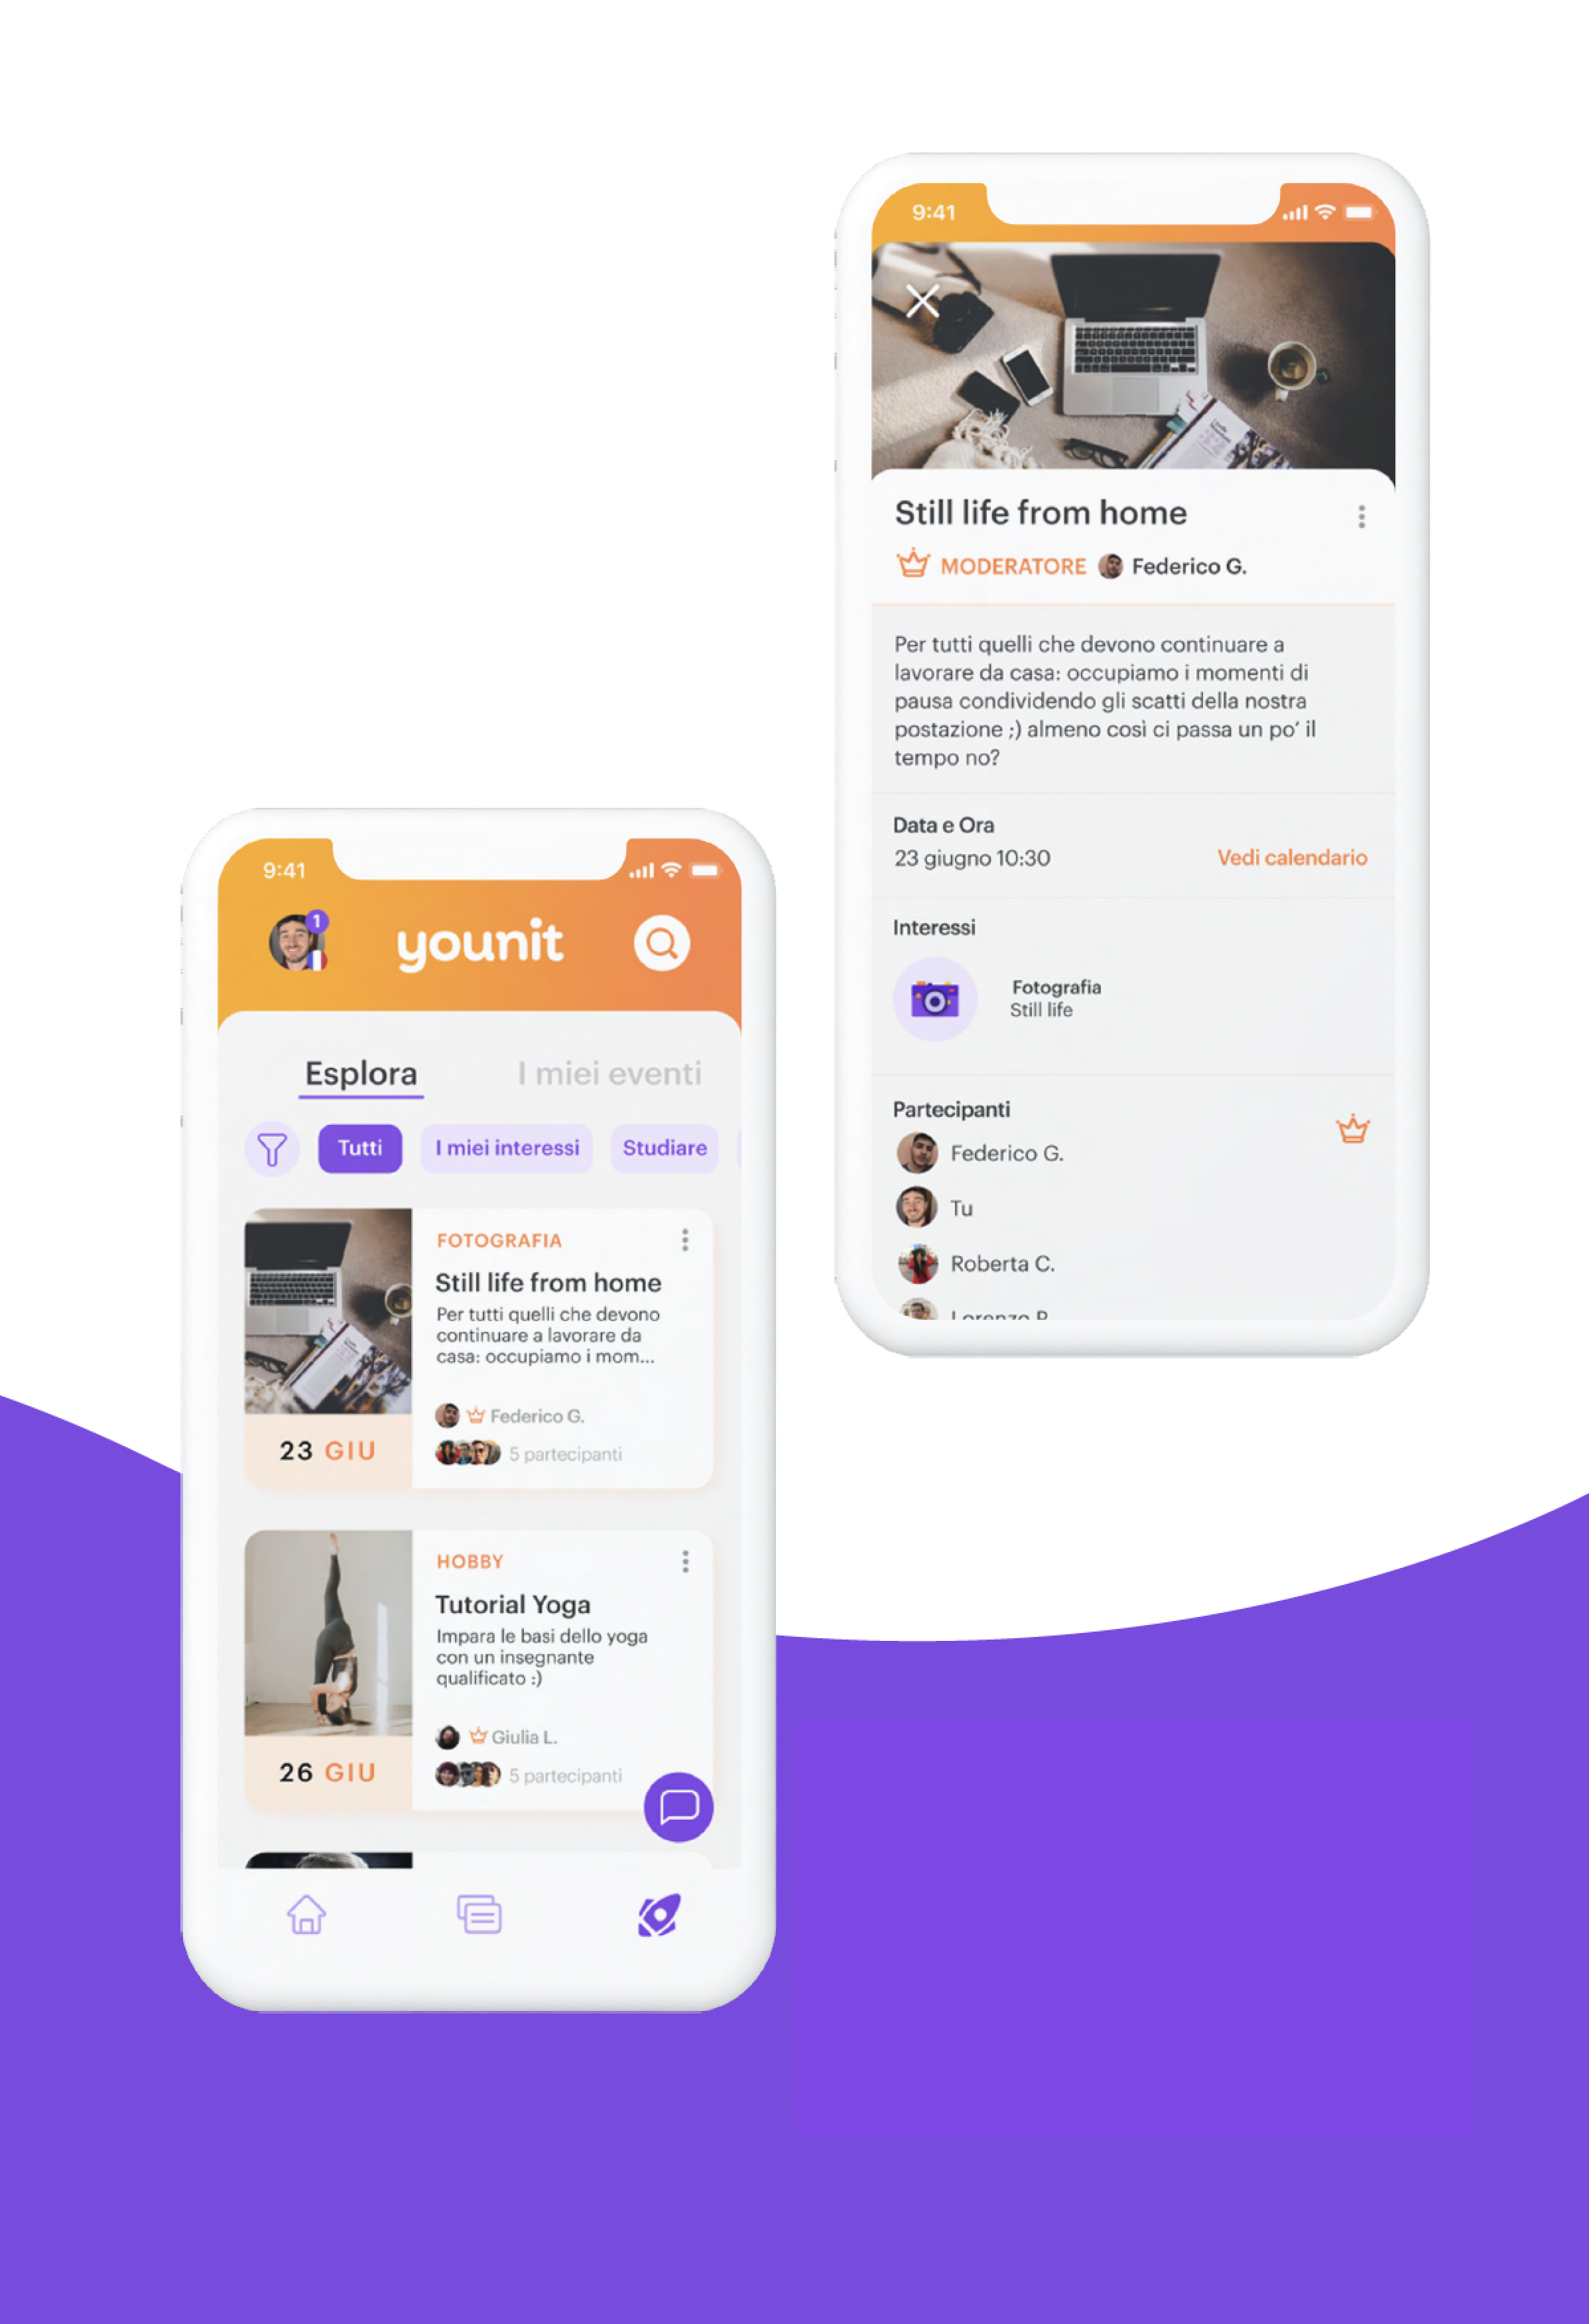 9:41
Still life from home
MODERATORE Federico G.
Per tutti quelli che devono continuare a
lavorare da casa: occupiamo i momenti di
pausa condividendo gli scatti della nostra
postazione ;) almeno così ci passa un po’ il
tempo no?
Data e Ora
23 giugno 10:30 Vedi calendario
Interessi
Fotografia
Still life
Partecipanti
Federico G.
Tu
Roberta C.
9:41
1
younit
Esplora I miei eventi
Tutti I miei interessi Studiare
FOTOGRAFIA
Still life from home
Per tutti quelli che devono
continuare a lavorare da
casa: occupiamo i mom...
Federico G.
5 partecipanti
23 GIU
HOBBY
Tutorial Yoga
Impara le basi dello yoga
con un insegnante
qualificato :)
Giulia L.
5 partecipanti
26 GIU